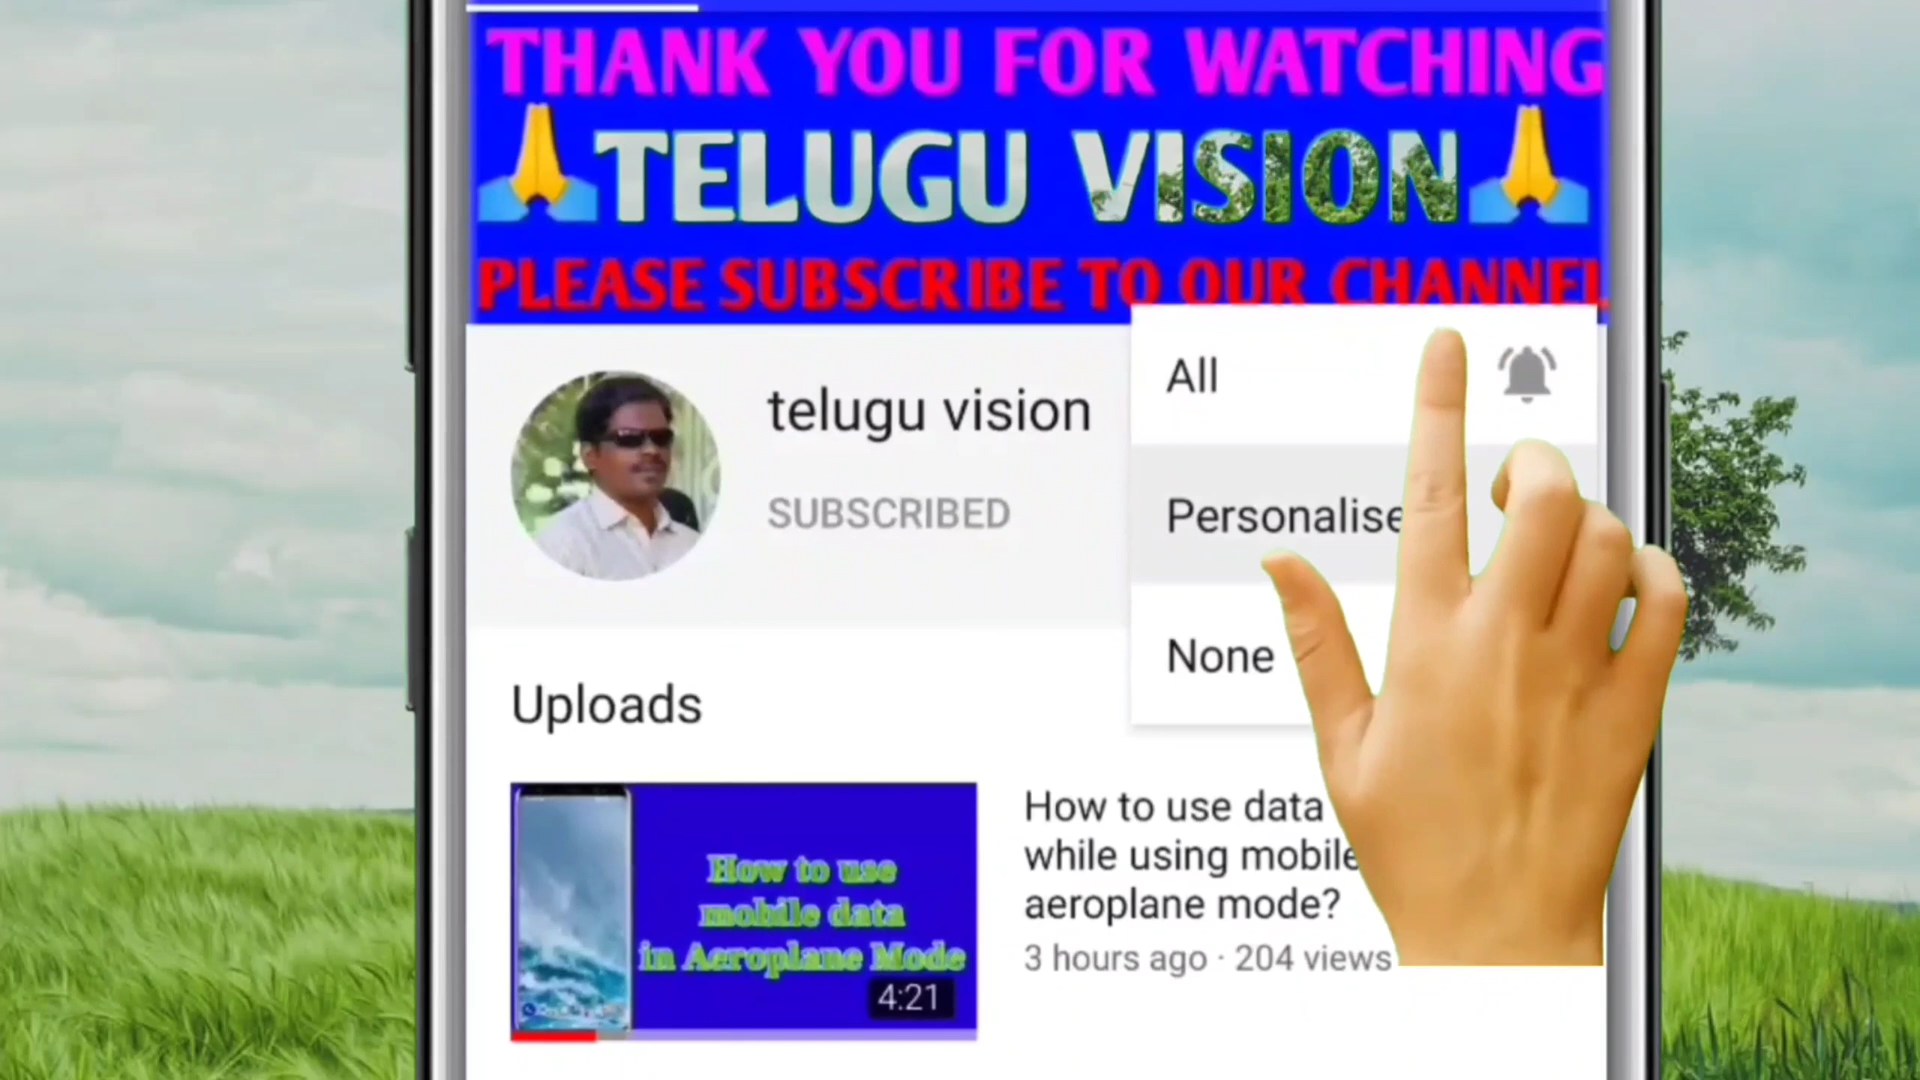 THANK YOU FOR WATCHING
TELUGU VISION
PLEASE SUBSCRIBE TO OUR CHANNEL
telugu vision
SUBSCRIBED
All
Personalise
None
Uploads
How to use
mobile data
in Aeroplane Mode
4:21
How to use data
while using mobile
aeroplane mode?
3 hours ago · 204 views